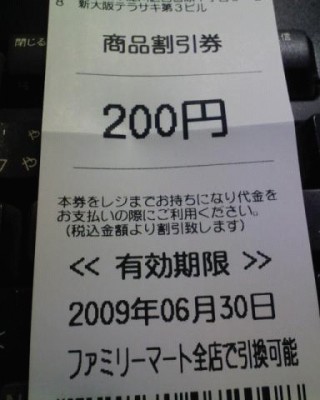 8 新大阪テラサキ第3ビル
商品割引券
200円
本券をレジまでお持ちになり代金を
お支払いの際にご利用ください。
(税込金額より割引致します)
<< 有効期限 >>
2009年06月30日
ファミリーマート全店で引換可能
閉じる